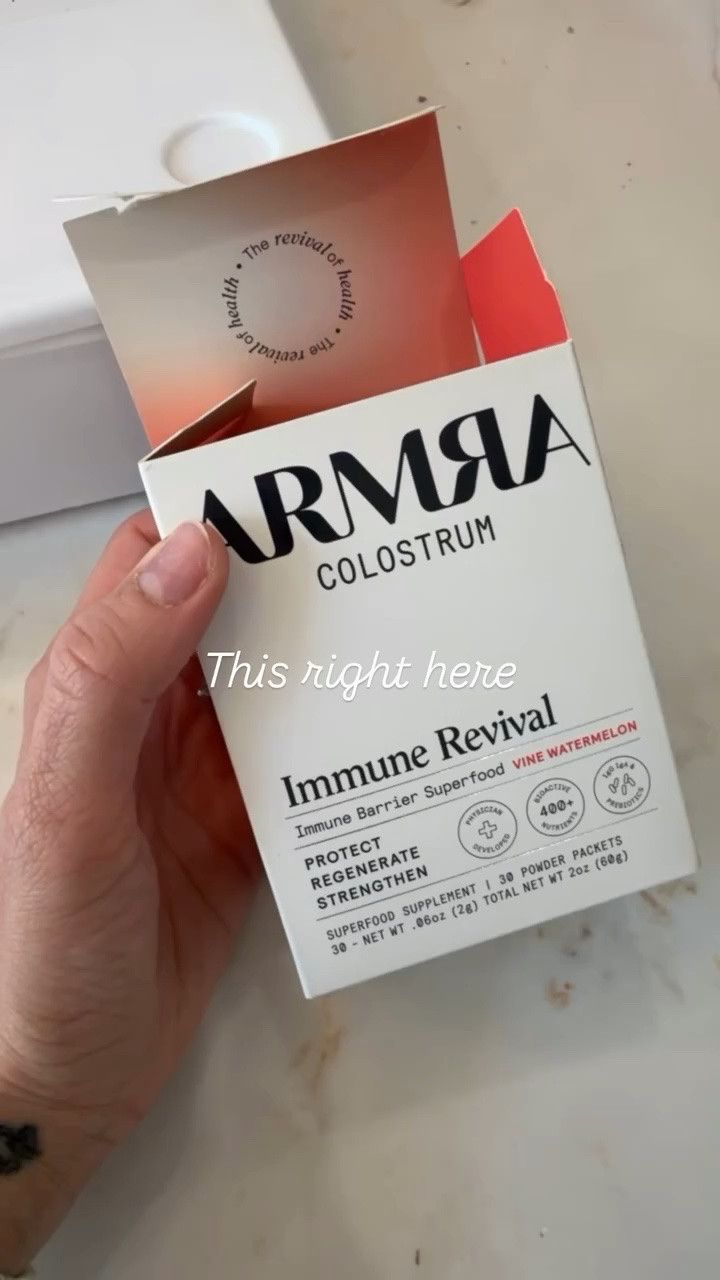 The revival of health • The revival of health •
ARMRA
COLOSTRUM
This right here
Immune Revival
Immune Barrier Superfood VINE WATERMELON
PROTECT
REGENERATE
STRENGTHEN
PHYSICIAN
DEVELOPED
BIOACTIVE
400+
NUTRIENTS
PREBIOTICS
SUPERFOOD SUPPLEMENT | 30 POWDER PACKETS
30 - NET WT .06oz (2g) TOTAL NET WT 2oz (60g)